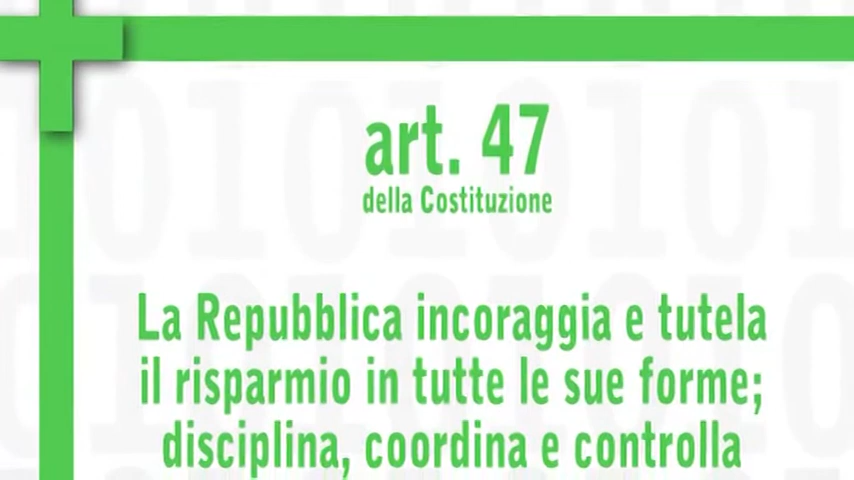 art. 47
della Costituzione
La Repubblica incoraggia e tutela
il risparmio in tutte le sue forme;
disciplina, coordina e controlla